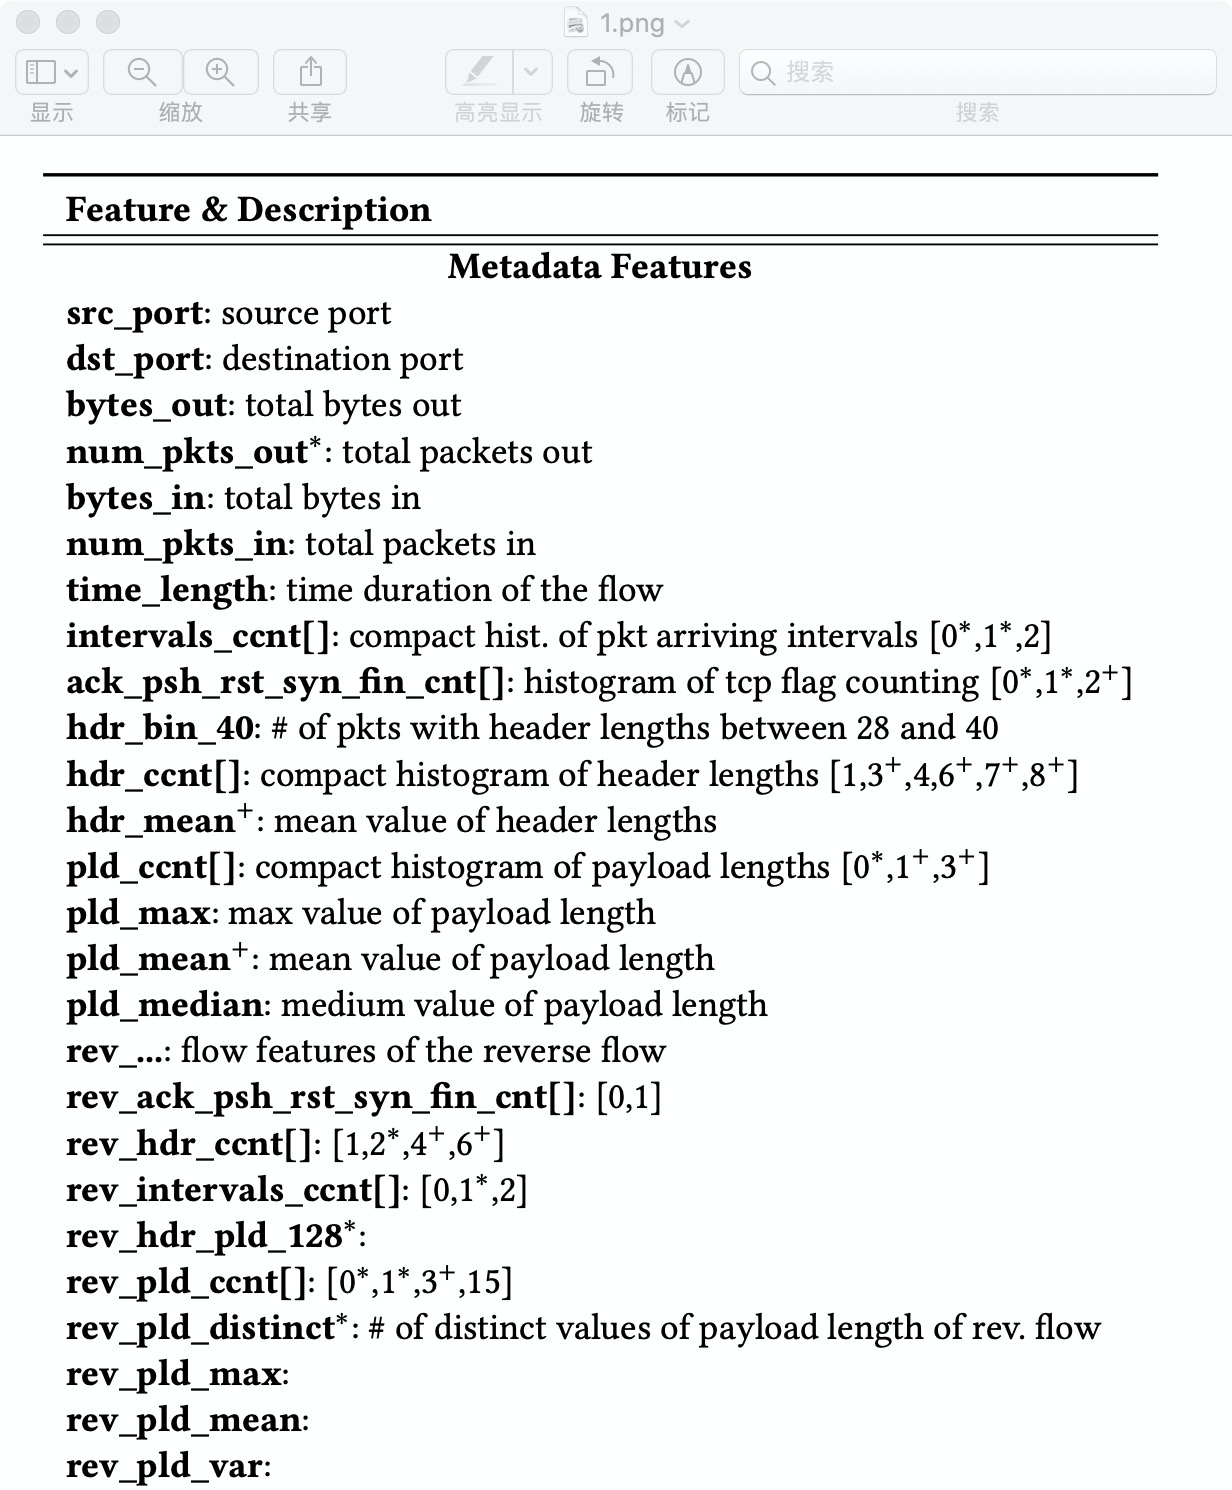 1.png
显示
缩放
共享
高亮显示
旋转
标记
搜索
搜索
Feature & Description
Metadata Features
src_port: source port
dst_port: destination port
bytes_out: total bytes out
num_pkts_out*: total packets out
bytes_in: total bytes in
num_pkts_in: total packets in
time_length: time duration of the flow
intervals_ccnt[]: compact hist. of pkt arriving intervals [0*,1*,2]
ack_psh_rst_syn_fin_cnt[]: histogram of tcp flag counting [0*,1*,2⁺]
hdr_bin_40: # of pkts with header lengths between 28 and 40
hdr_ccnt[]: compact histogram of header lengths [1,3⁺,4,6⁺,7⁺,8⁺]
hdr_mean⁺: mean value of header lengths
pld_ccnt[]: compact histogram of payload lengths [0*,1⁺,3⁺]
pld_max: max value of payload length
pld_mean⁺: mean value of payload length
pld_median: medium value of payload length
rev_...: flow features of the reverse flow
rev_ack_psh_rst_syn_fin_cnt[]: [0,1]
rev_hdr_ccnt[]: [1,2*,4⁺,6⁺]
rev_intervals_ccnt[]: [0,1*,2]
rev_hdr_pld_128*:
rev_pld_ccnt[]: [0*,1*,3⁺,15]
rev_pld_distinct*: # of distinct values of payload length of rev. flow
rev_pld_max:
rev_pld_mean:
rev_pld_var: